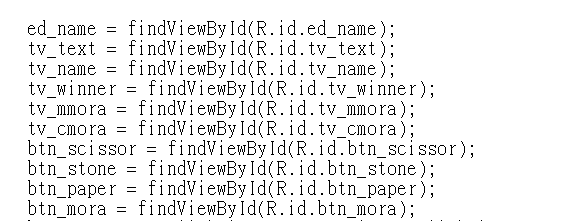 ed_name = findViewById(R.id.ed_name);
tv_text = findViewById(R.id.tv_text);
tv_name = findViewById(R.id.tv_name);
tv_winner = findViewById(R.id.tv_winner);
tv_mmora = findViewById(R.id.tv_mmora);
tv_cmora = findViewById(R.id.tv_cmora);
btn_scissor = findViewById(R.id.btn_scissor);
btn_stone = findViewById(R.id.btn_stone);
btn_paper = findViewById(R.id.btn_paper);
btn_mora = findViewById(R.id.btn_mora);